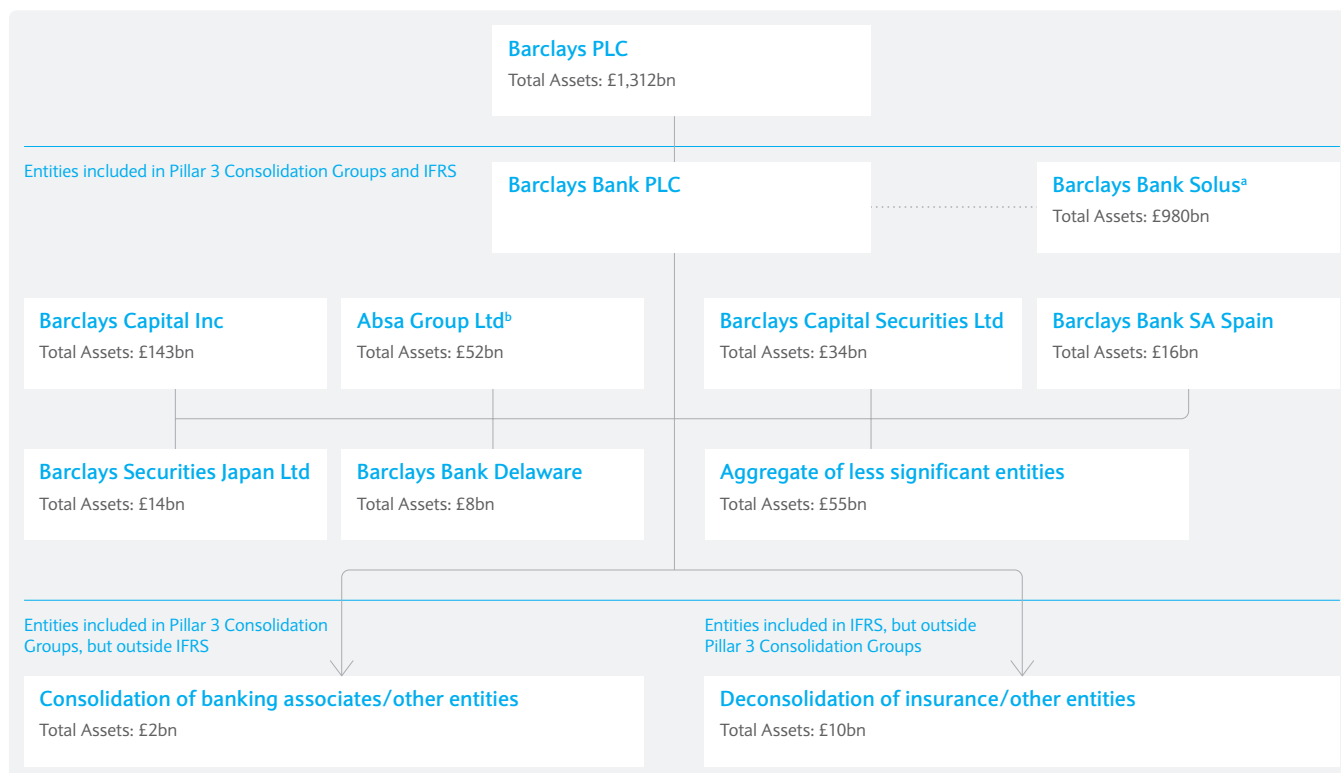 Barclays PLC
Total Assets: £1,312bn
Entities included in Pillar 3 Consolidation Groups and IFRS
Barclays Bank PLC
Barclays Bank Solusᵃ
Total Assets: £980bn
Barclays Capital Inc
Total Assets: £143bn
Absa Group Ltdᵇ
Total Assets: £52bn
Barclays Capital Securities Ltd
Total Assets: £34bn
Barclays Bank SA Spain
Total Assets: £16bn
Barclays Securities Japan Ltd
Total Assets: £14bn
Barclays Bank Delaware
Total Assets: £8bn
Aggregate of less significant entities
Total Assets: £55bn
Entities included in Pillar 3 Consolidation
Groups, but outside IFRS
Entities included in IFRS, but outside
Pillar 3 Consolidation Groups
Consolidation of banking associates/other entities
Total Assets: £2bn
Deconsolidation of insurance/other entities
Total Assets: £10bn